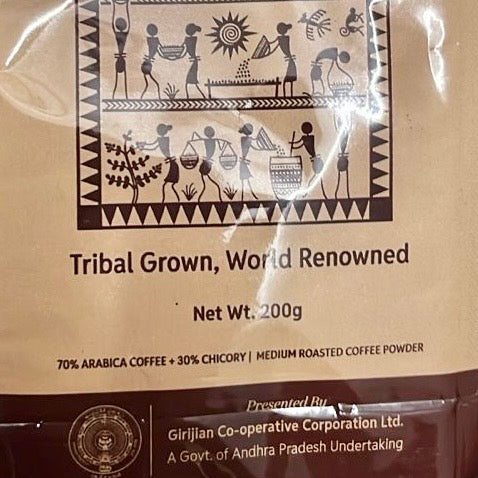 Tribal Grown, World Renowned
Net Wt. 200g
70% ARABICA COFFEE + 30% CHICORY | MEDIUM ROASTED COFFEE POWDER
Presented By
Girijian Co-operative Corporation Ltd.
A Govt. of Andhra Pradesh Undertaking